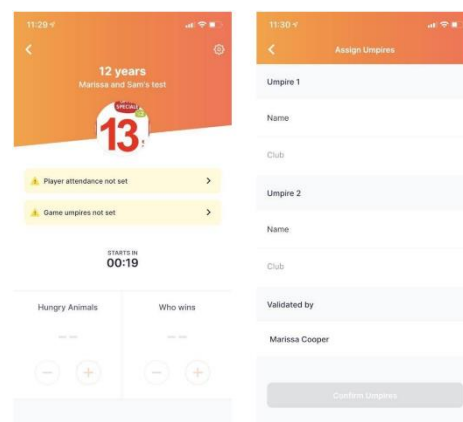 11:29
12 years
Marissa and Sam's test
SPECIAL
13
Player attendance not set
Game umpires not set
STARTS IN
00:19
Hungry Animals
Who wins
11:30
Assign Umpires
Umpire 1
Name
Club
Umpire 2
Name
Club
Validated by
Marissa Cooper
Confirm Umpires